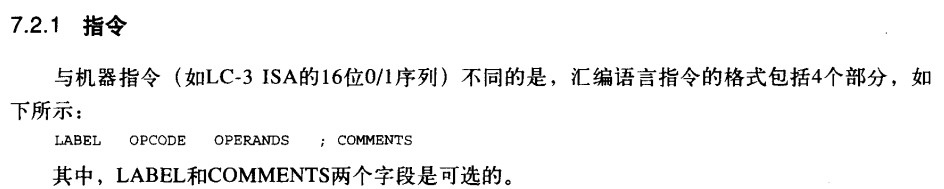 7.2.1 指令
与机器指令（如LC-3 ISA的16位0/1序列）不同的是，汇编语言指令的格式包括4个部分，如
下所示：
LABEL OPCODE OPERANDS ; COMMENTS
其中，LABEL和COMMENTS两个字段是可选的。